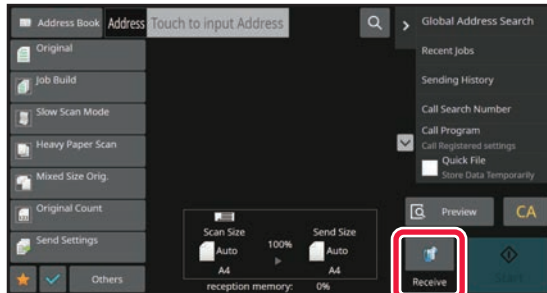 Address Book
Address
Touch to input Address
Global Address Search
Original
Recent Jobs
Job Build
Sending History
Slow Scan Mode
Call Search Number
Heavy Paper Scan
Call Program
Call Registered settings
Quick File
Store Data Temporarily
Mixed Size Orig.
Original Count
Preview
CA
Scan Size
Send Size
Send Settings
Auto
100%
Auto
A4
A4
Others
reception memory: 0%
Receive
Start